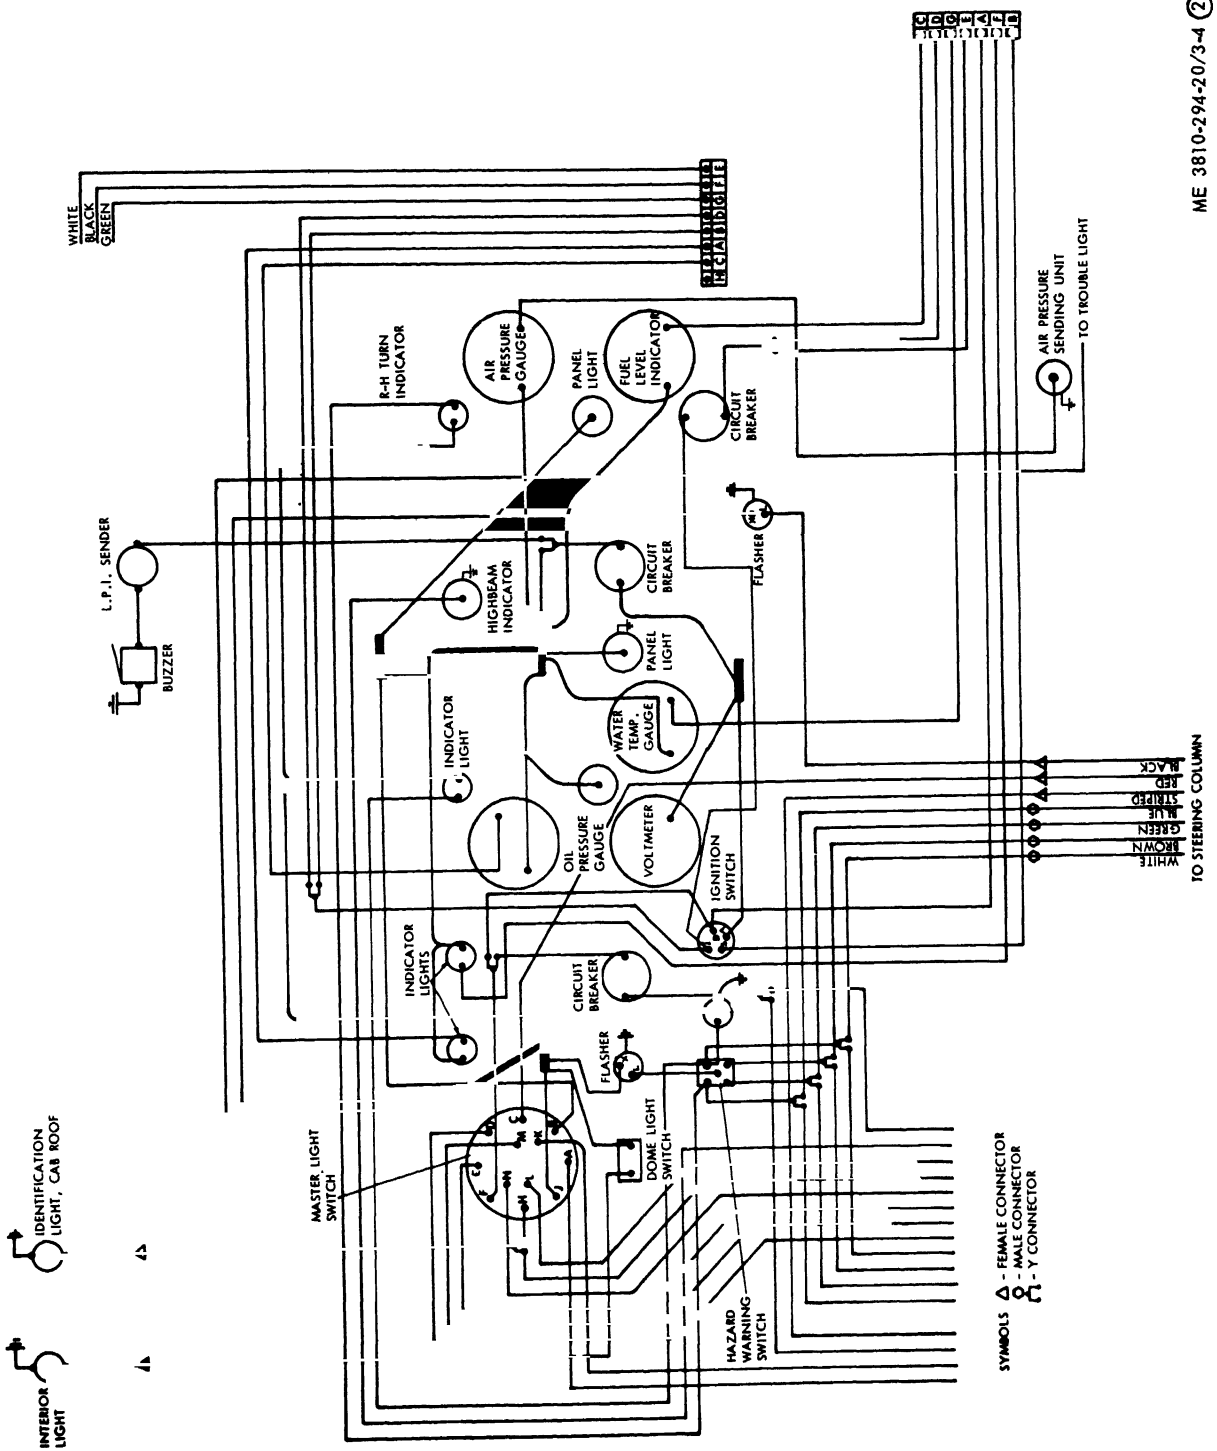 ME 3810-294-20/3-4 (2)
C
D
G
E
A
F
B
WHITE
BLACK
GREEN
H
C
A
B
D
G
F
E
R-H TURN
INDICATOR
AIR
PRESSURE
GAUGE
PANEL
LIGHT
FUEL
LEVEL
INDICATOR
CIRCUIT
BREAKER
AIR PRESSURE
SENDING UNIT
TO TROUBLE LIGHT
L.P.I. SENDER
BUZZER
HIGHBEAM
INDICATOR
CIRCUIT
BREAKER
FLASHER
L
PANEL
LIGHT
INDICATOR
LIGHT
WATER
TEMP.
GAUGE
OIL
PRESSURE
GAUGE
VOLTMETER
IGNITION
SWITCH
BLACK
RED
STRIPED
BLUE
GREEN
BROWN
WHITE
TO STEERING COLUMN
INDICATOR
LIGHTS
CIRCUIT
BREAKER
FLASHER
X
L
MASTER LIGHT
SWITCH
D
C
M
K
B
E
N
L
A
F
H
J
DOME LIGHT
SWITCH
HAZARD
WARNING
SWITCH
IDENTIFICATION
LIGHT, CAB ROOF
INTERIOR
LIGHT
SYMBOLS
- FEMALE CONNECTOR
- MALE CONNECTOR
- Y CONNECTOR